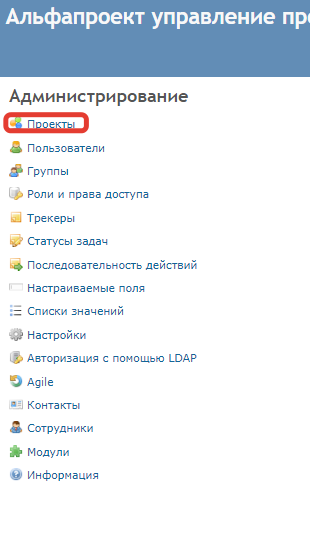 Альфапроект управление
Администрирование
Проекты
Пользователи
Группы
Роли и права доступа
Трекеры
Статусы задач
Последовательность действий
Настраиваемые поля
Списки значений
Настройки
Авторизация с помощью LDAP
Agile
Контакты
Сотрудники
Модули
Информация